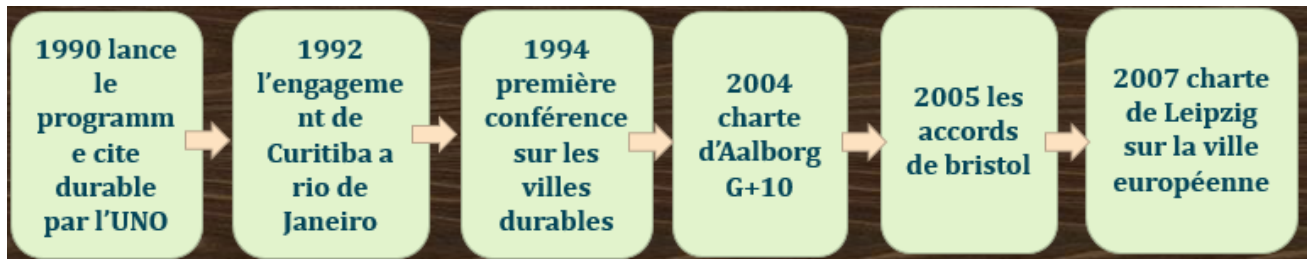 1990 lance
le
programm
e cite
durable
par l'UNO
1992
l'engageme
nt de
Curitiba a
rio de
Janeiro
1994
première
conférence
sur les
villes
durables
2004
charte
d'Aalborg
G+10
2005 les
accords
de bristol
2007 charte
de Leipzig
sur la ville
européenne